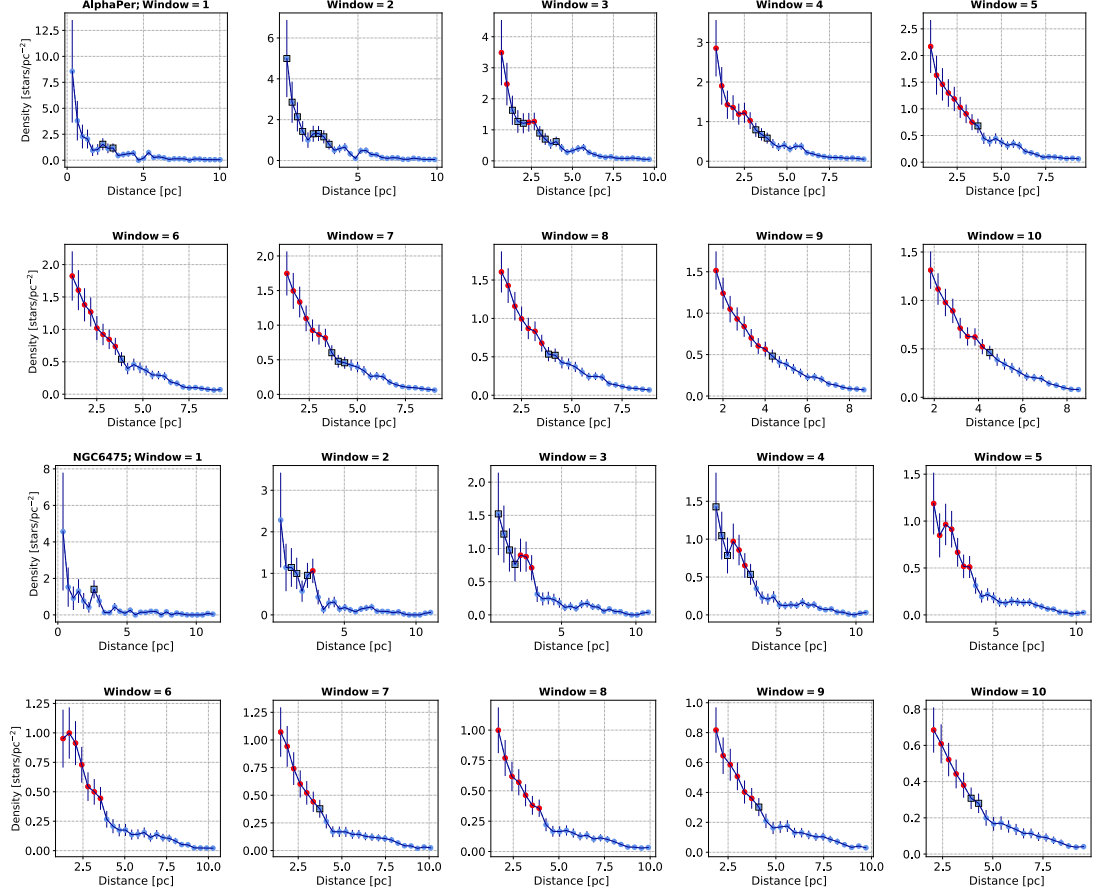 AlphaPer; Window = 1
Window = 2
Window = 3
Window = 4
Window = 5
Density [stars/pc⁻²]
12.5
10.0
7.5
5.0
2.5
0.0
0 5 10
Distance [pc]
6
4
2
0
5 10
Distance [pc]
4
3
2
1
0
2.5 5.0 7.5 10.0
Distance [pc]
3
2
1
0
2.5 5.0 7.5
Distance [pc]
2.5
2.0
1.5
1.0
0.5
0.0
2.5 5.0 7.5
Distance [pc]
Window = 6
Window = 7
Window = 8
Window = 9
Window = 10
Density [stars/pc⁻²]
2.0
1.5
1.0
0.5
0.0
2.5 5.0 7.5
Distance [pc]
2.0
1.5
1.0
0.5
0.0
2.5 5.0 7.5
Distance [pc]
1.5
1.0
0.5
0.0
2.5 5.0 7.5
Distance [pc]
1.5
1.0
0.5
0.0
2 4 6 8
Distance [pc]
1.5
1.0
0.5
0.0
2 4 6 8
Distance [pc]
NGC6475; Window = 1
Window = 2
Window = 3
Window = 4
Window = 5
Density [stars/pc⁻²]
8
6
4
2
0
0 5 10
Distance [pc]
3
2
1
0
5 10
Distance [pc]
2.0
1.5
1.0
0.5
0.0
5 10
Distance [pc]
1.5
1.0
0.5
0.0
5 10
Distance [pc]
1.5
1.0
0.5
0.0
5 10
Distance [pc]
Window = 6
Window = 7
Window = 8
Window = 9
Window = 10
Density [stars/pc⁻²]
1.25
1.00
0.75
0.50
0.25
0.00
2.5 5.0 7.5 10.0
Distance [pc]
1.25
1.00
0.75
0.50
0.25
0.00
2.5 5.0 7.5 10.0
Distance [pc]
1.00
0.75
0.50
0.25
0.00
2.5 5.0 7.5 10.0
Distance [pc]
1.0
0.8
0.6
0.4
0.2
0.0
2.5 5.0 7.5 10.0
Distance [pc]
0.8
0.6
0.4
0.2
0.0
2.5 5.0 7.5
Distance [pc]